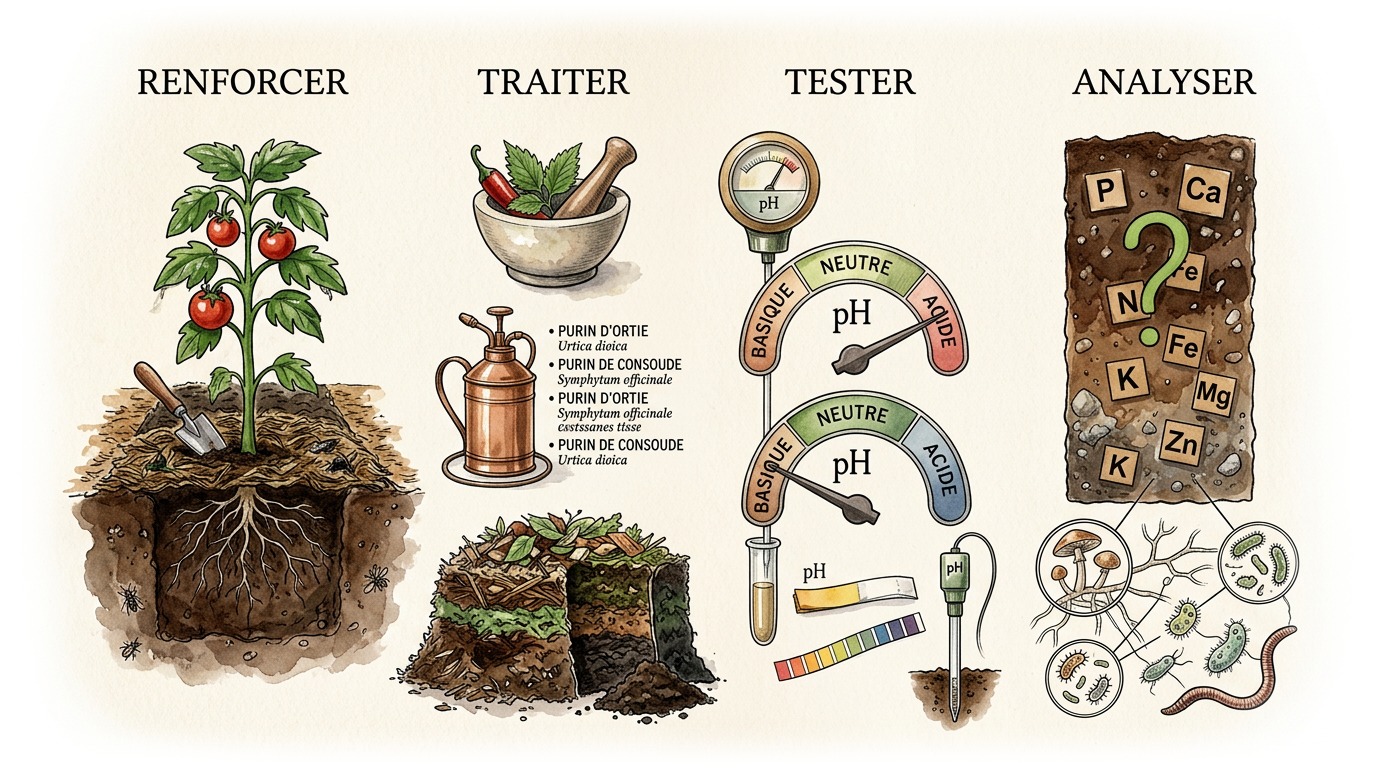 RENFORCER
TRAITER
TESTER
ANALYSER
• PURIN D'ORTIE
Urtica dioica
• PURIN DE CONSOUDE
Symphytum officinale
• PURIN D'ORTIE
Symphytum officinale
• PURIN DE CONSOUDE
Urtica dioica
pH
BASIQUE
NEUTRE
ACIDE
pH
BASIQUE
NEUTRE
ACIDE
pH
pH
pH
P
Ca
?
Fe
N
Fe
K
Mg
Zn
K